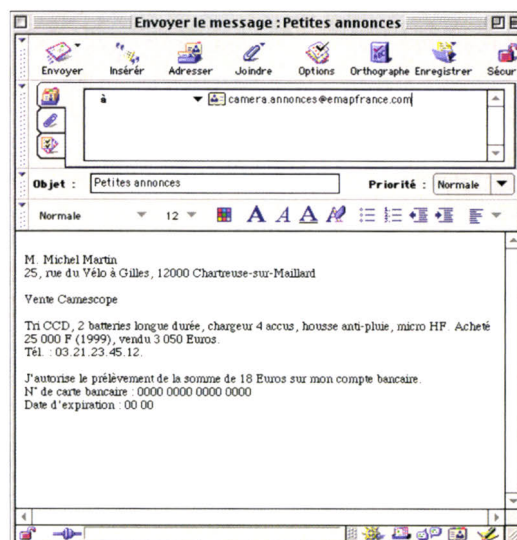 Envoyer le message : Petites annonces
Envoyer Insérér Adresser Joindre Options Orthographe Enregistrer Sécur
à camera.annonces@emapfrance.com
Objet : Petites annonces Priorité : Normale
Normale 12 A A A
M. Michel Martin
25, rue du Vélo à Gilles, 12000 Chartreuse-sur-Maillard
Vente Camescope
Tri CCD, 2 batteries longue durée, chargeur 4 accus, housse anti-pluie, micro HF. Acheté
25 000 F (1999), vendu 3 050 Euros.
Tél. : 03.21.23.45.12.
J'autorise le prélèvement de la somme de 18 Euros sur mon compte bancaire.
N° de carte bancaire : 0000 0000 0000 0000
Date d'expiration : 00 00